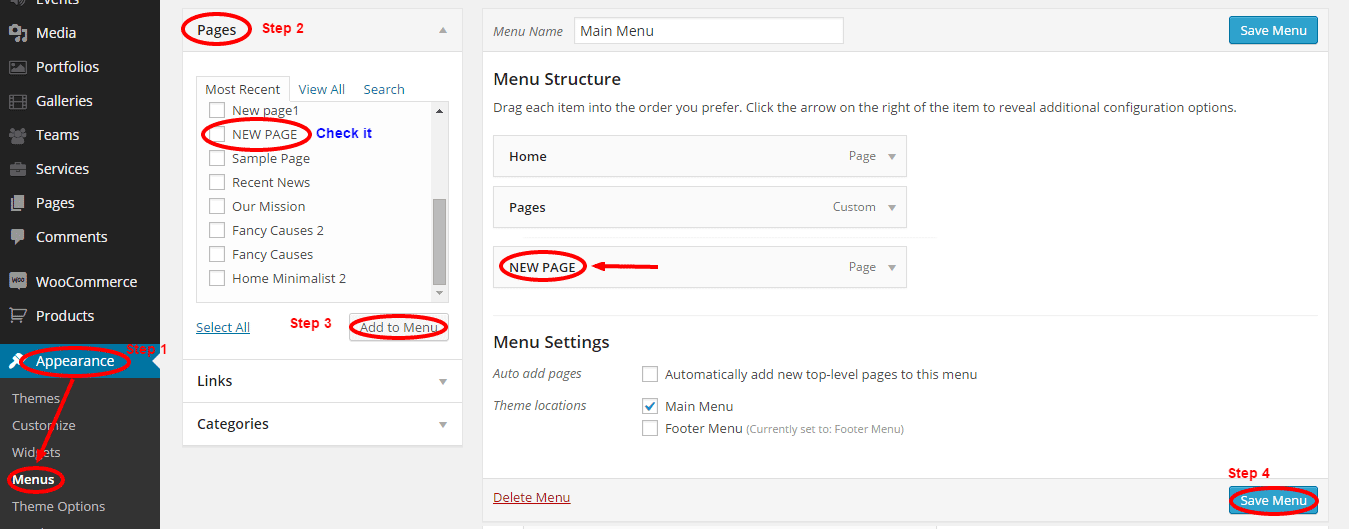 Events
Media
Portfolios
Galleries
Teams
Services
Pages
Comments
WooCommerce
Products
Step 1
Appearance
Themes
Customize
Widgets
Menus
Theme Options
Pages Step 2
Most Recent View All Search
New page1
NEW PAGE Check it
Sample Page
Recent News
Our Mission
Fancy Causes 2
Fancy Causes
Home Minimalist 2
Select All Step 3 Add to Menu
Links
Categories
Menu Name Main Menu Save Menu
Menu Structure
Drag each item into the order you prefer. Click the arrow on the right of the item to reveal additional configuration options.
Home Page
Pages Custom
NEW PAGE Page
Menu Settings
Auto add pages Automatically add new top-level pages to this menu
Theme locations Main Menu
Footer Menu (Currently set to: Footer Menu)
Step 4
Delete Menu Save Menu